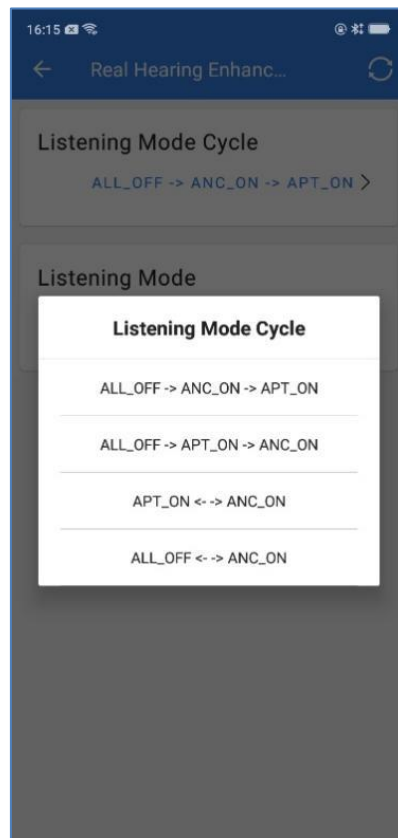 16:15
Real Hearing Enhanc...
Listening Mode Cycle
ALL_OFF -> ANC_ON -> APT_ON >
Listening Mode
Listening Mode Cycle
ALL_OFF -> ANC_ON -> APT_ON
ALL_OFF -> APT_ON -> ANC_ON
APT_ON <- -> ANC_ON
ALL_OFF <- -> ANC_ON